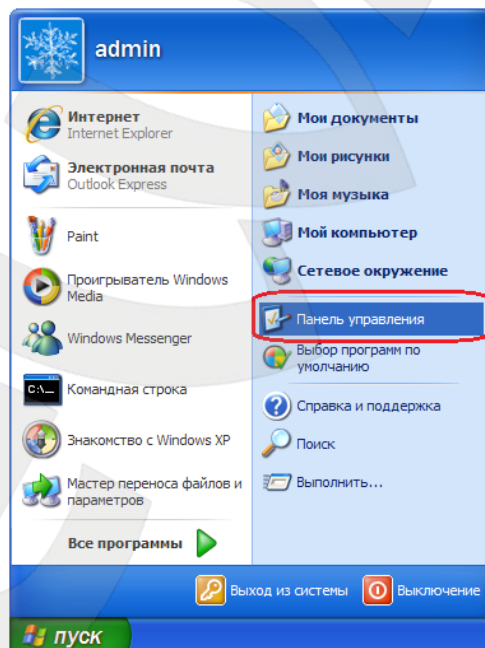 admin
Интернет
Internet Explorer
Электронная почта
Outlook Express
Paint
Проигрыватель Windows
Media
Windows Messenger
C:\_
Командная строка
Знакомство с Windows XP
Мастер переноса файлов и
параметров
Все программы
Мои документы
Мои рисунки
Моя музыка
Мой компьютер
Сетевое окружение
Панель управления
Выбор программ по
умолчанию
Справка и поддержка
Поиск
Выполнить...
Выход из системы
Выключение
пуск